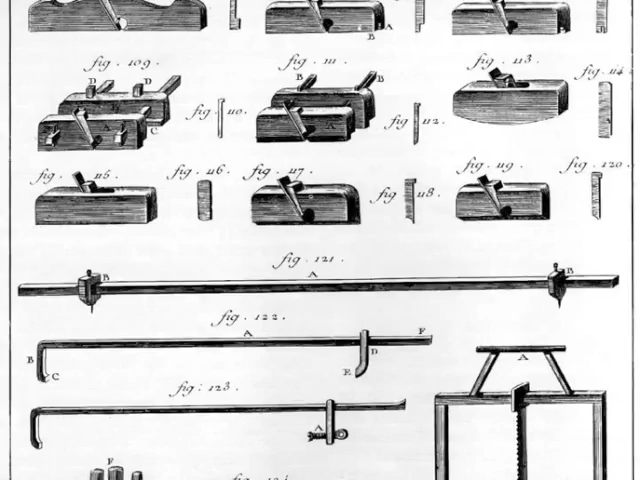 A
B
fig. 109.
fig. 111.
fig. 113.
fig. 114
D D
B B
D
fig. 110.
fig. 112.
A C
A
fig. 115.
fig. 116.
fig. 117.
fig. 118.
fig. 119.
fig. 120.
fig. 121.
B A B
fig. 122.
A F
B D
C E
fig. 123.
A
A
F